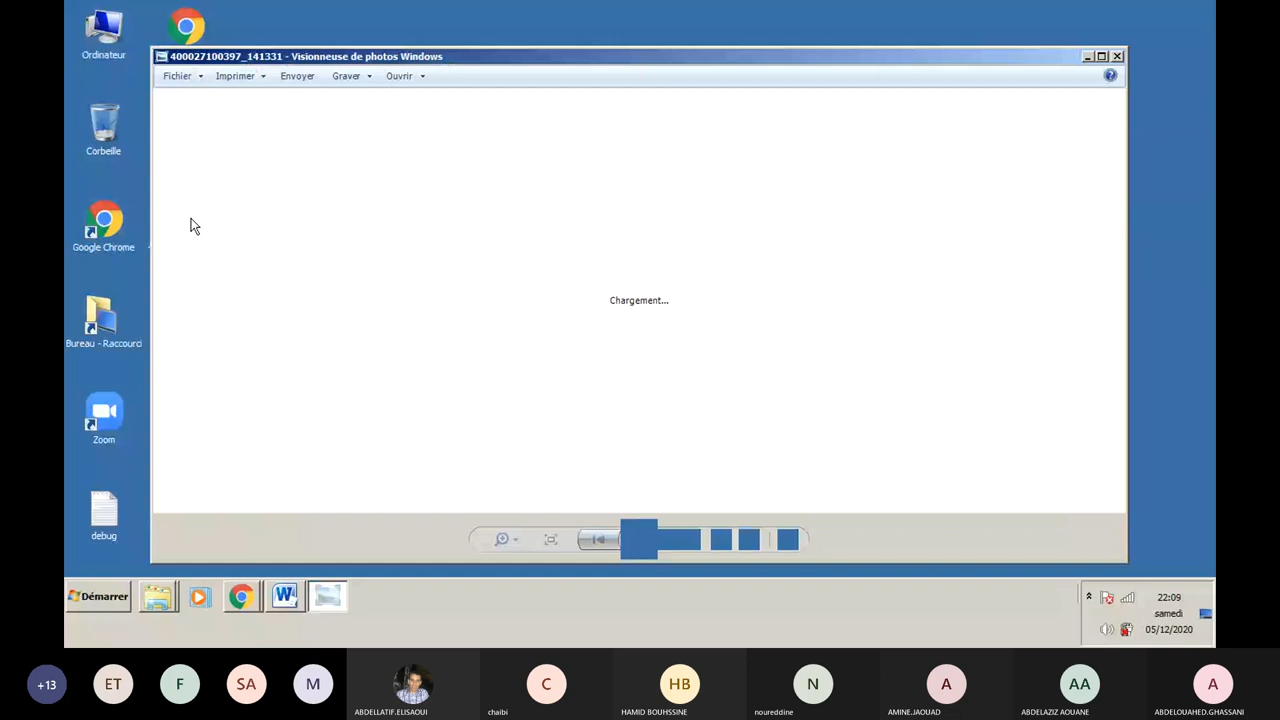 Ordinateur
400027100397_141331 - Visionneuse de photos Windows
Fichier Imprimer Envoyer Graver Ouvrir
Corbeille
Google Chrome
Chargement...
Bureau - Raccourci
Zoom
debug
Démarrer
22:09
samedi
05/12/2020
+13 ET F SA M C HB N A AA A
ABDELLATIF.ELISAOUI chaibi HAMID BOUHSSINE noureddine AMINE.JAOUAD ABDELAZIZ AOUANE ABDELOUAHED.GHASSANI